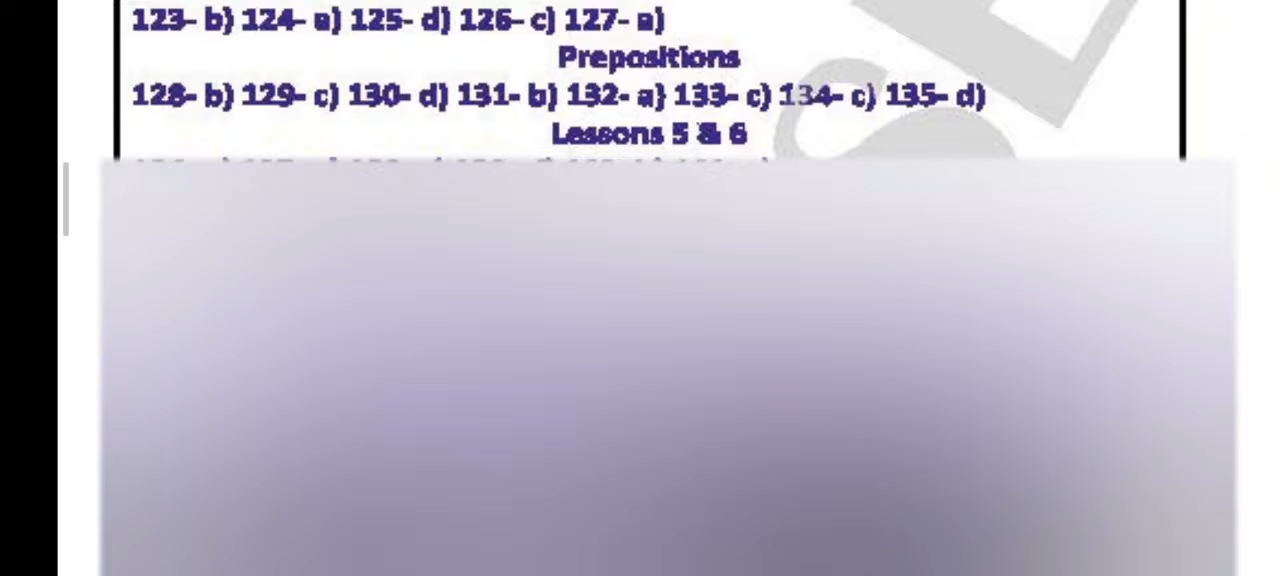 123- b) 124- a) 125- d) 126- c) 127- a)
Prepositions
128- b) 129- c) 130- d) 131- b) 132- a) 133- c) 134- c) 135- d)
Lessons 5 & 6